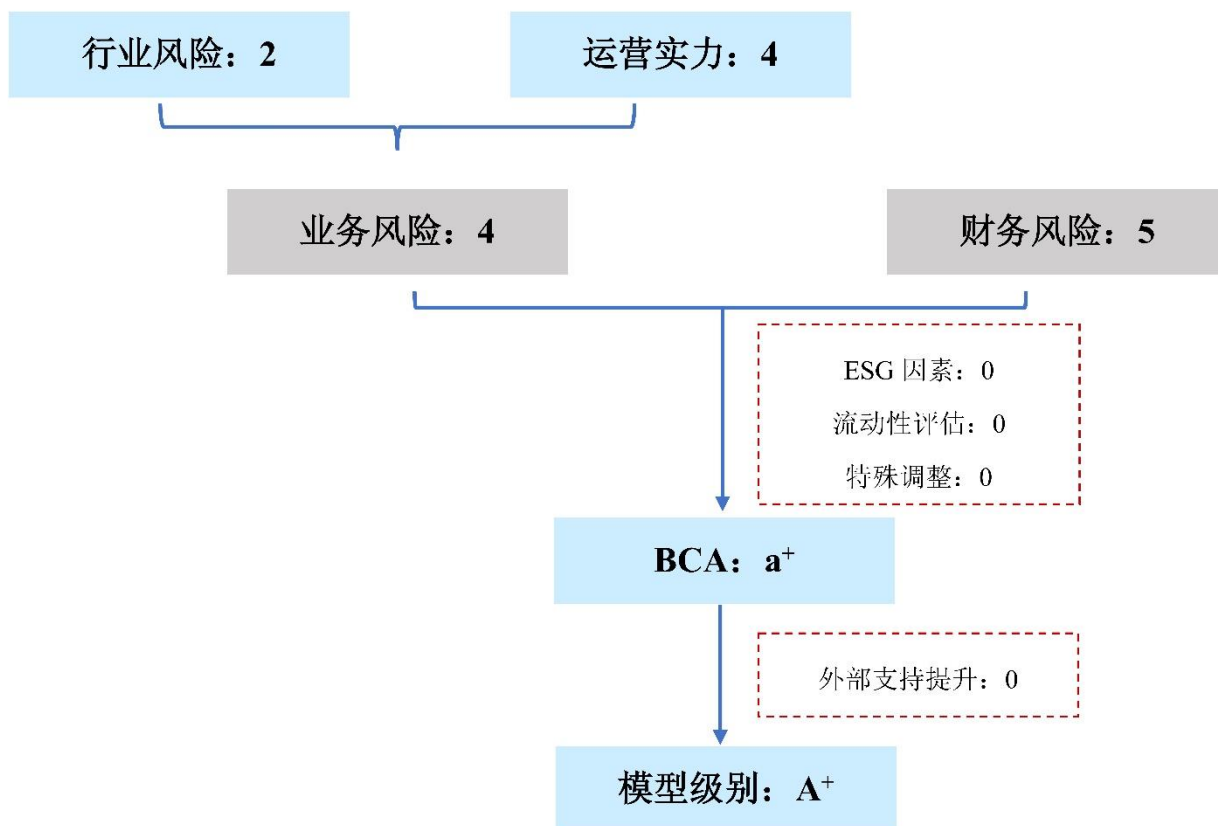 行业风险：2
运营实力：4
业务风险：4
财务风险：5
ESG 因素：0
流动性评估：0
特殊调整：0
BCA：a⁺
外部支持提升：0
模型级别：A⁺